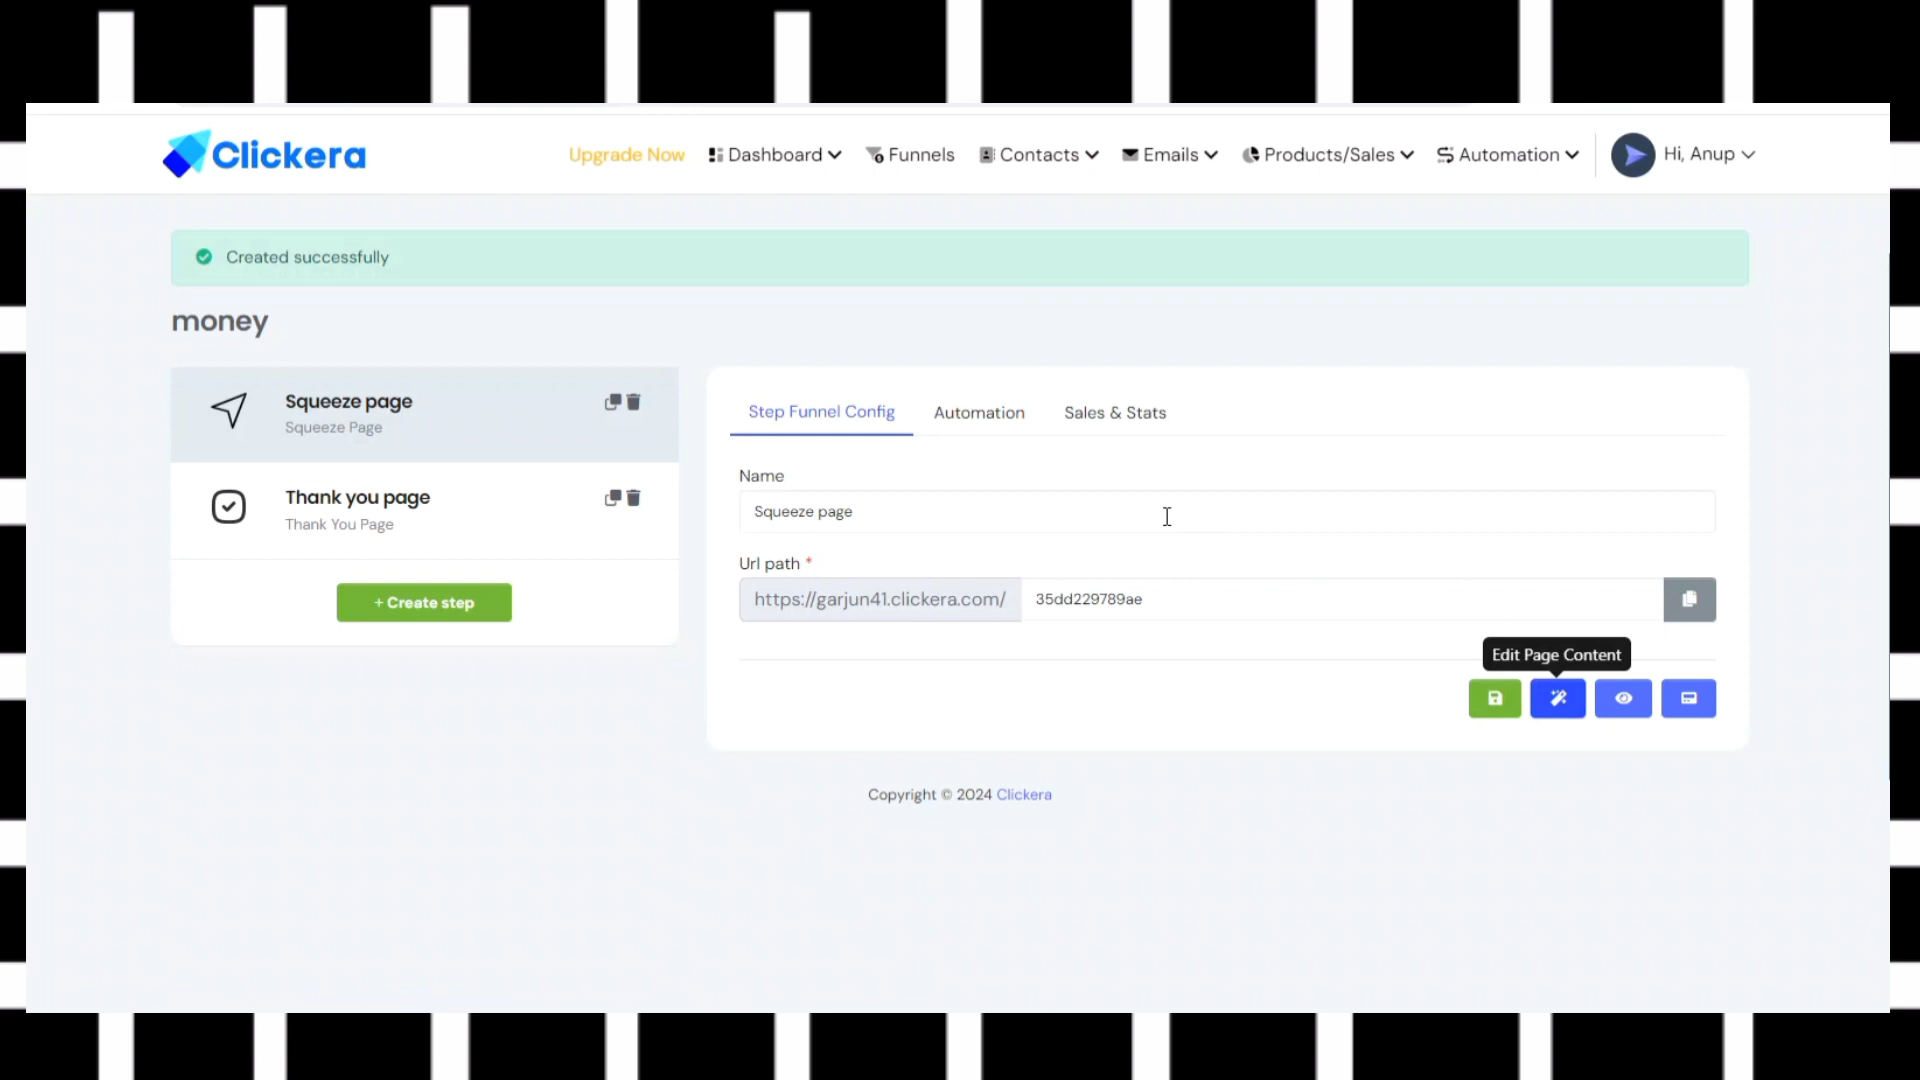 Clickera
Upgrade Now Dashboard Funnels Contacts Emails Products/Sales Automation Hi, Anup
Created successfully
money
Squeeze page
Squeeze Page
Thank you page
Thank You Page
+ Create step
Step Funnel Config Automation Sales & Stats
Name
Squeeze page
Url path *
https://garjun41.clickera.com/ 35dd229789ae
Edit Page Content
Copyright © 2024 Clickera